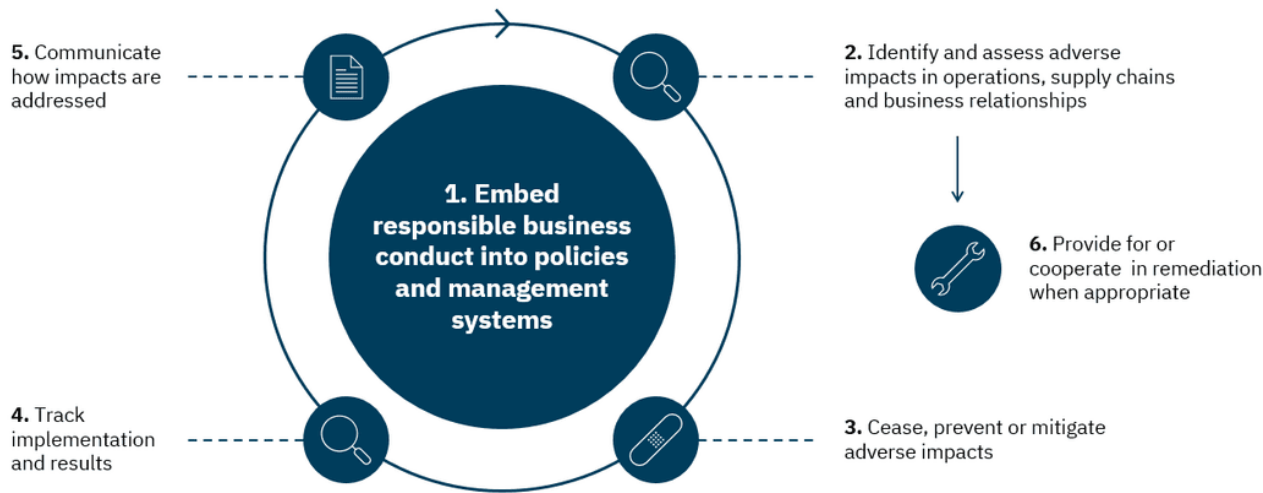 1. Embed
responsible business
conduct into policies
and management
systems
2. Identify and assess adverse
impacts in operations, supply chains
and business relationships
3. Cease, prevent or mitigate
adverse impacts
4. Track
implementation
and results
5. Communicate
how impacts are
addressed
6. Provide for or
cooperate in remediation
when appropriate